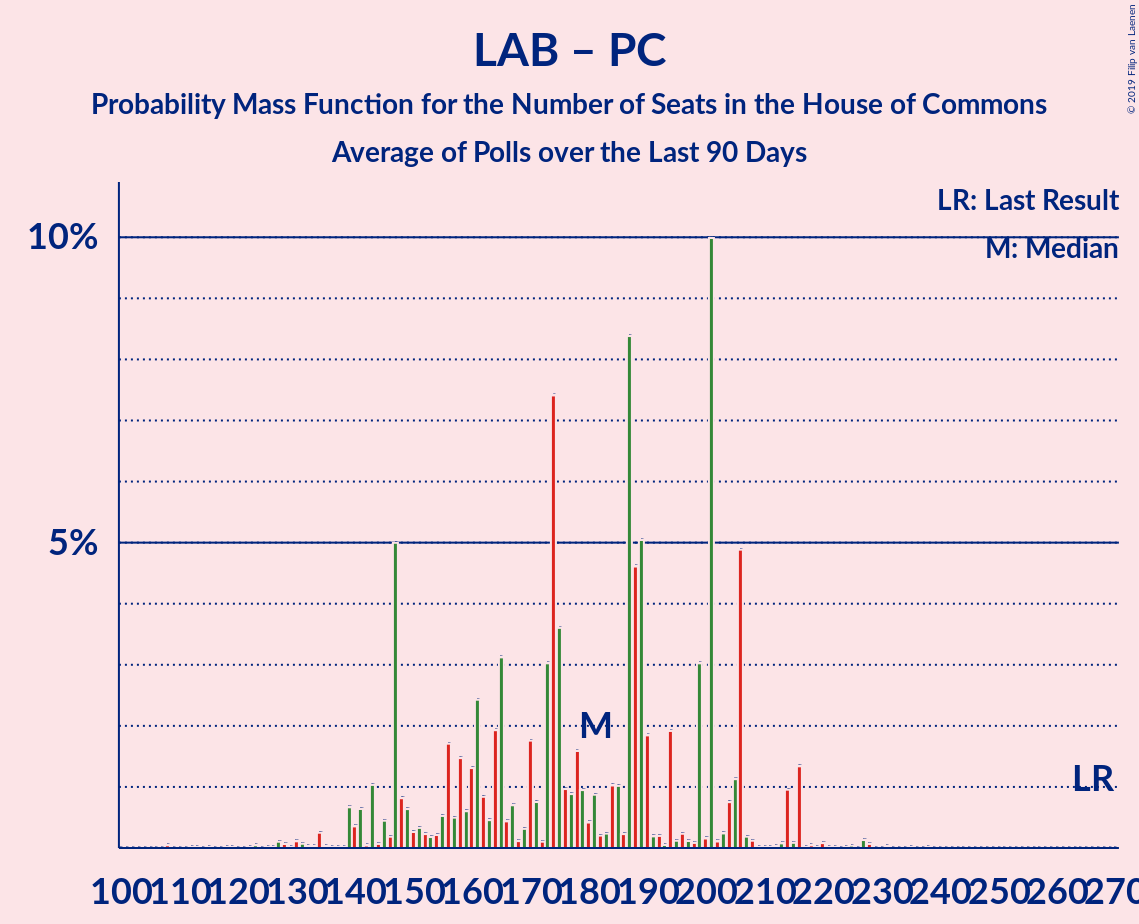 LAB – PC
Probability Mass Function for the Number of Seats in the House of Commons
Average of Polls over the Last 90 Days
© 2019 Filip van Laenen
LR: Last Result
M: Median
10%
5%
M
LR
100 110 120 130 140 150 160 170 180 190 200 210 220 230 240 250 260 270